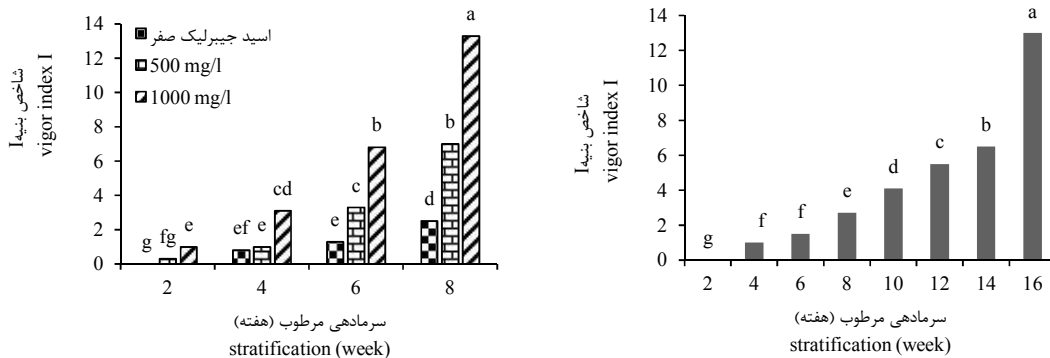 شاخص بنیه I
vigor index I
14
12
10
8
6
4
2
0
اسید جیبرلیک صفر
500 mg/l
1000 mg/l
g fg e
ef e cd
e c b
d b a
2 4 6 8
سرمادهی مرطوب (هفته)
stratification (week)
شاخص بنیه I
vigor index I
14
12
10
8
6
4
2
0
g f f e d c b a
2 4 6 8 10 12 14 16
سرمادهی مرطوب (هفته)
stratification (week)